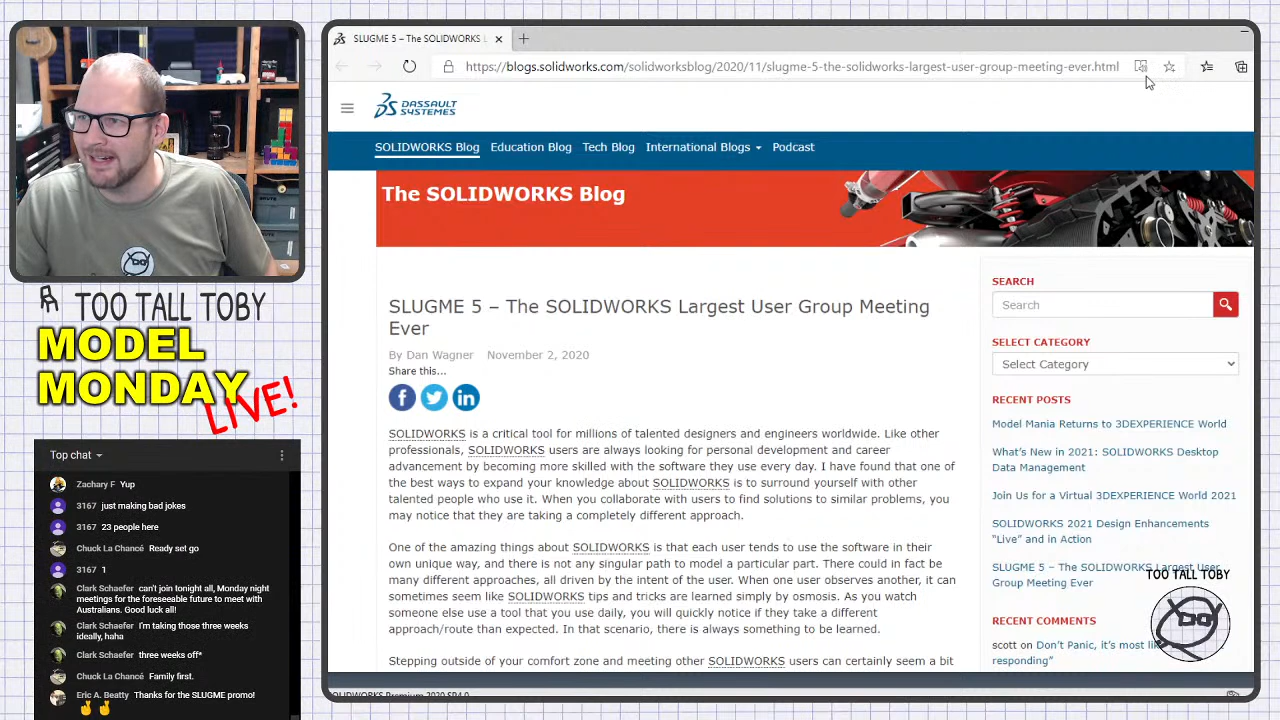 TOO TALL TOBY
MODEL
MONDAY
LIVE!
Top chat
Zachary F Yup
3167 just making bad jokes
3167 23 people here
Chuck La Chancé Ready set go
3167 1
Clark Schaefer can't join tonight all, Monday night
meetings for the foreseeable future to meet with
Australians. Good luck all!
Clark Schaefer I'm taking those three weeks
ideally, haha
Clark Schaefer three weeks off*
Chuck La Chancé Family first.
Eric A. Beatty Thanks for the SLUGME promo!
SLUGME 5 – The SOLIDWORKS L
https://blogs.solidworks.com/solidworksblog/2020/11/slugme-5-the-solidworks-largest-user-group-meeting-ever.html
DASSAULT
SYSTEMES
SOLIDWORKS Blog Education Blog Tech Blog International Blogs Podcast
The SOLIDWORKS Blog
SLUGME 5 – The SOLIDWORKS Largest User Group Meeting
Ever
By Dan Wagner November 2, 2020
Share this...
SOLIDWORKS is a critical tool for millions of talented designers and engineers worldwide. Like other
professionals, SOLIDWORKS users are always looking for personal development and career
advancement by becoming more skilled with the software they use every day. I have found that one of
the best ways to expand your knowledge about SOLIDWORKS is to surround yourself with other
talented people who use it. When you collaborate with users to find solutions to similar problems, you
may notice that they are taking a completely different approach.
One of the amazing things about SOLIDWORKS is that each user tends to use the software in their
own unique way, and there is not any singular path to model a particular part. There could in fact be
many different approaches, all driven by the intent of the user. When one user observes another, it can
sometimes seem like SOLIDWORKS tips and tricks are learned simply by osmosis. As you watch
someone else use a tool that you use daily, you will quickly notice if they take a different
approach/route than expected. In that scenario, there is always something to be learned.
Stepping outside of your comfort zone and meeting other SOLIDWORKS users can certainly seem a bit
SEARCH
Search
SELECT CATEGORY
Select Category
RECENT POSTS
Model Mania Returns to 3DEXPERIENCE World
What's New in 2021: SOLIDWORKS Desktop
Data Management
Join Us for a Virtual 3DEXPERIENCE World 2021
SOLIDWORKS 2021 Design Enhancements
"Live" and in Action
SLUGME 5 – The SOLIDWORKS Largest User
Group Meeting Ever
TOO TALL TOBY
RECENT COMMENTS
scott on Don't Panic, it's most
responding"
SOLIDWORKS Premium 2020 SP4.0